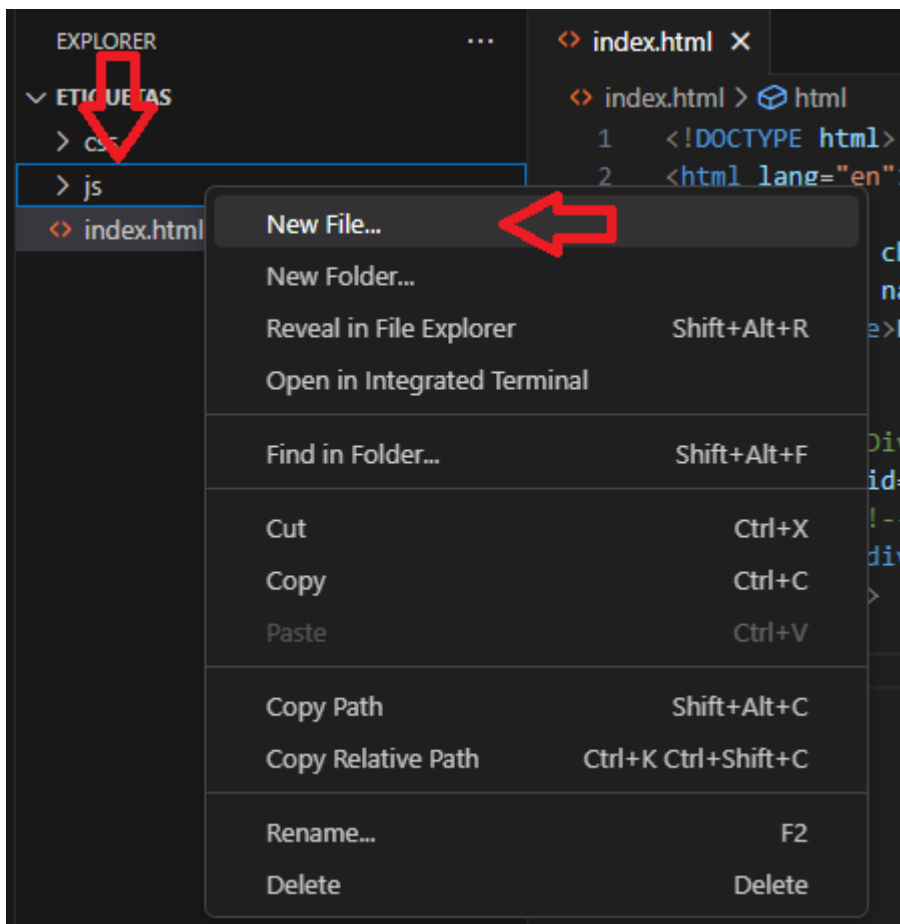 EXPLORER ...
index.html
ETIQUETAS
index.html > html
css
1 <!DOCTYPE html>
js
2 <html lang="en"
index.html
New File...
New Folder...
Reveal in File Explorer Shift+Alt+R
Open in Integrated Terminal
Find in Folder... Shift+Alt+F
id=
Cut Ctrl+X
Copy Ctrl+C
Paste Ctrl+V
Copy Path Shift+Alt+C
Copy Relative Path Ctrl+K Ctrl+Shift+C
Rename... F2
Delete Delete